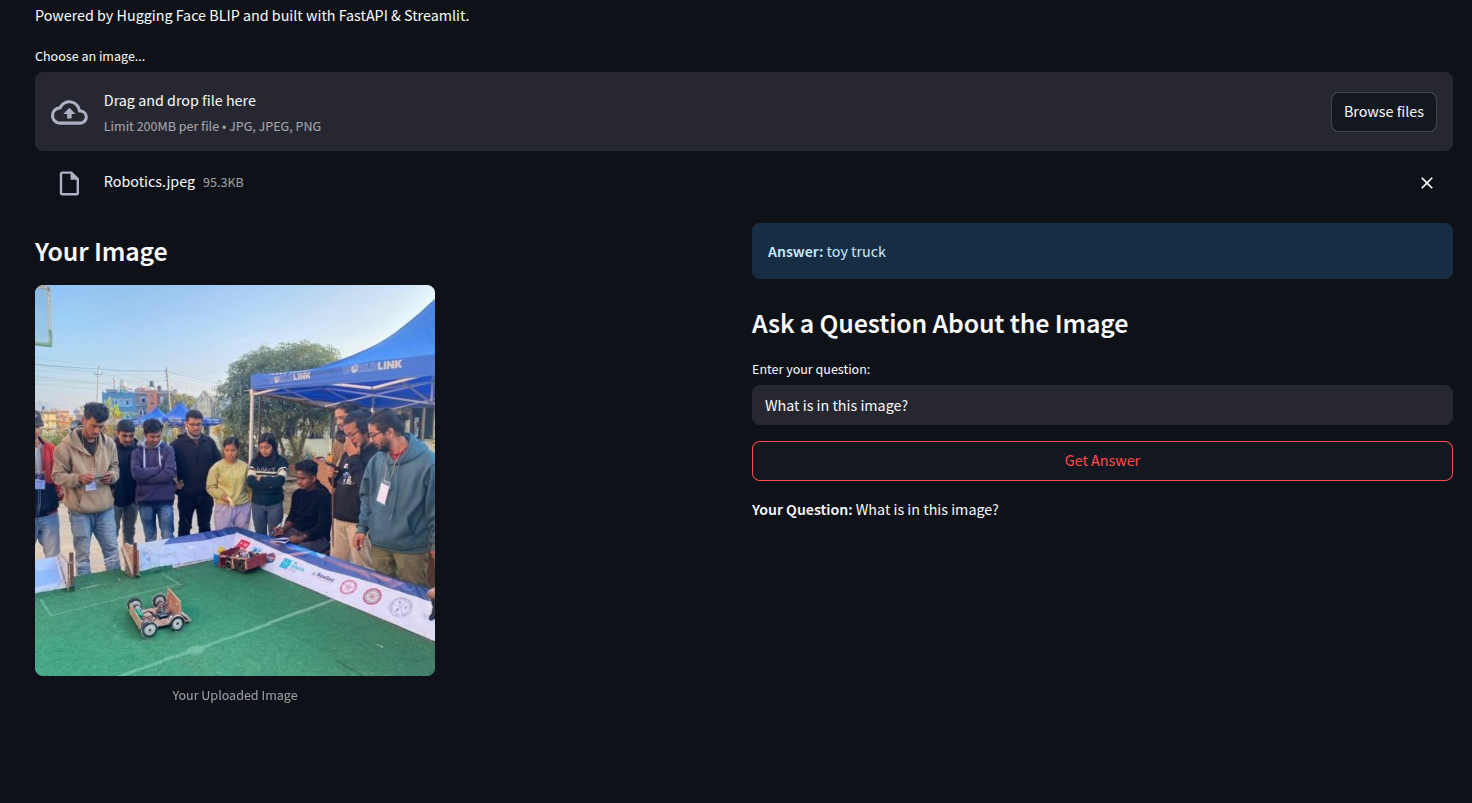 Powered by Hugging Face BLIP and built with FastAPI & Streamlit.
Choose an image...
Drag and drop file here
Limit 200MB per file • JPG, JPEG, PNG
Browse files
Robotics.jpeg 95.3KB
Your Image
WORLDLINK
Your Uploaded Image
Answer: toy truck
Ask a Question About the Image
Enter your question:
What is in this image?
Get Answer
Your Question: What is in this image?